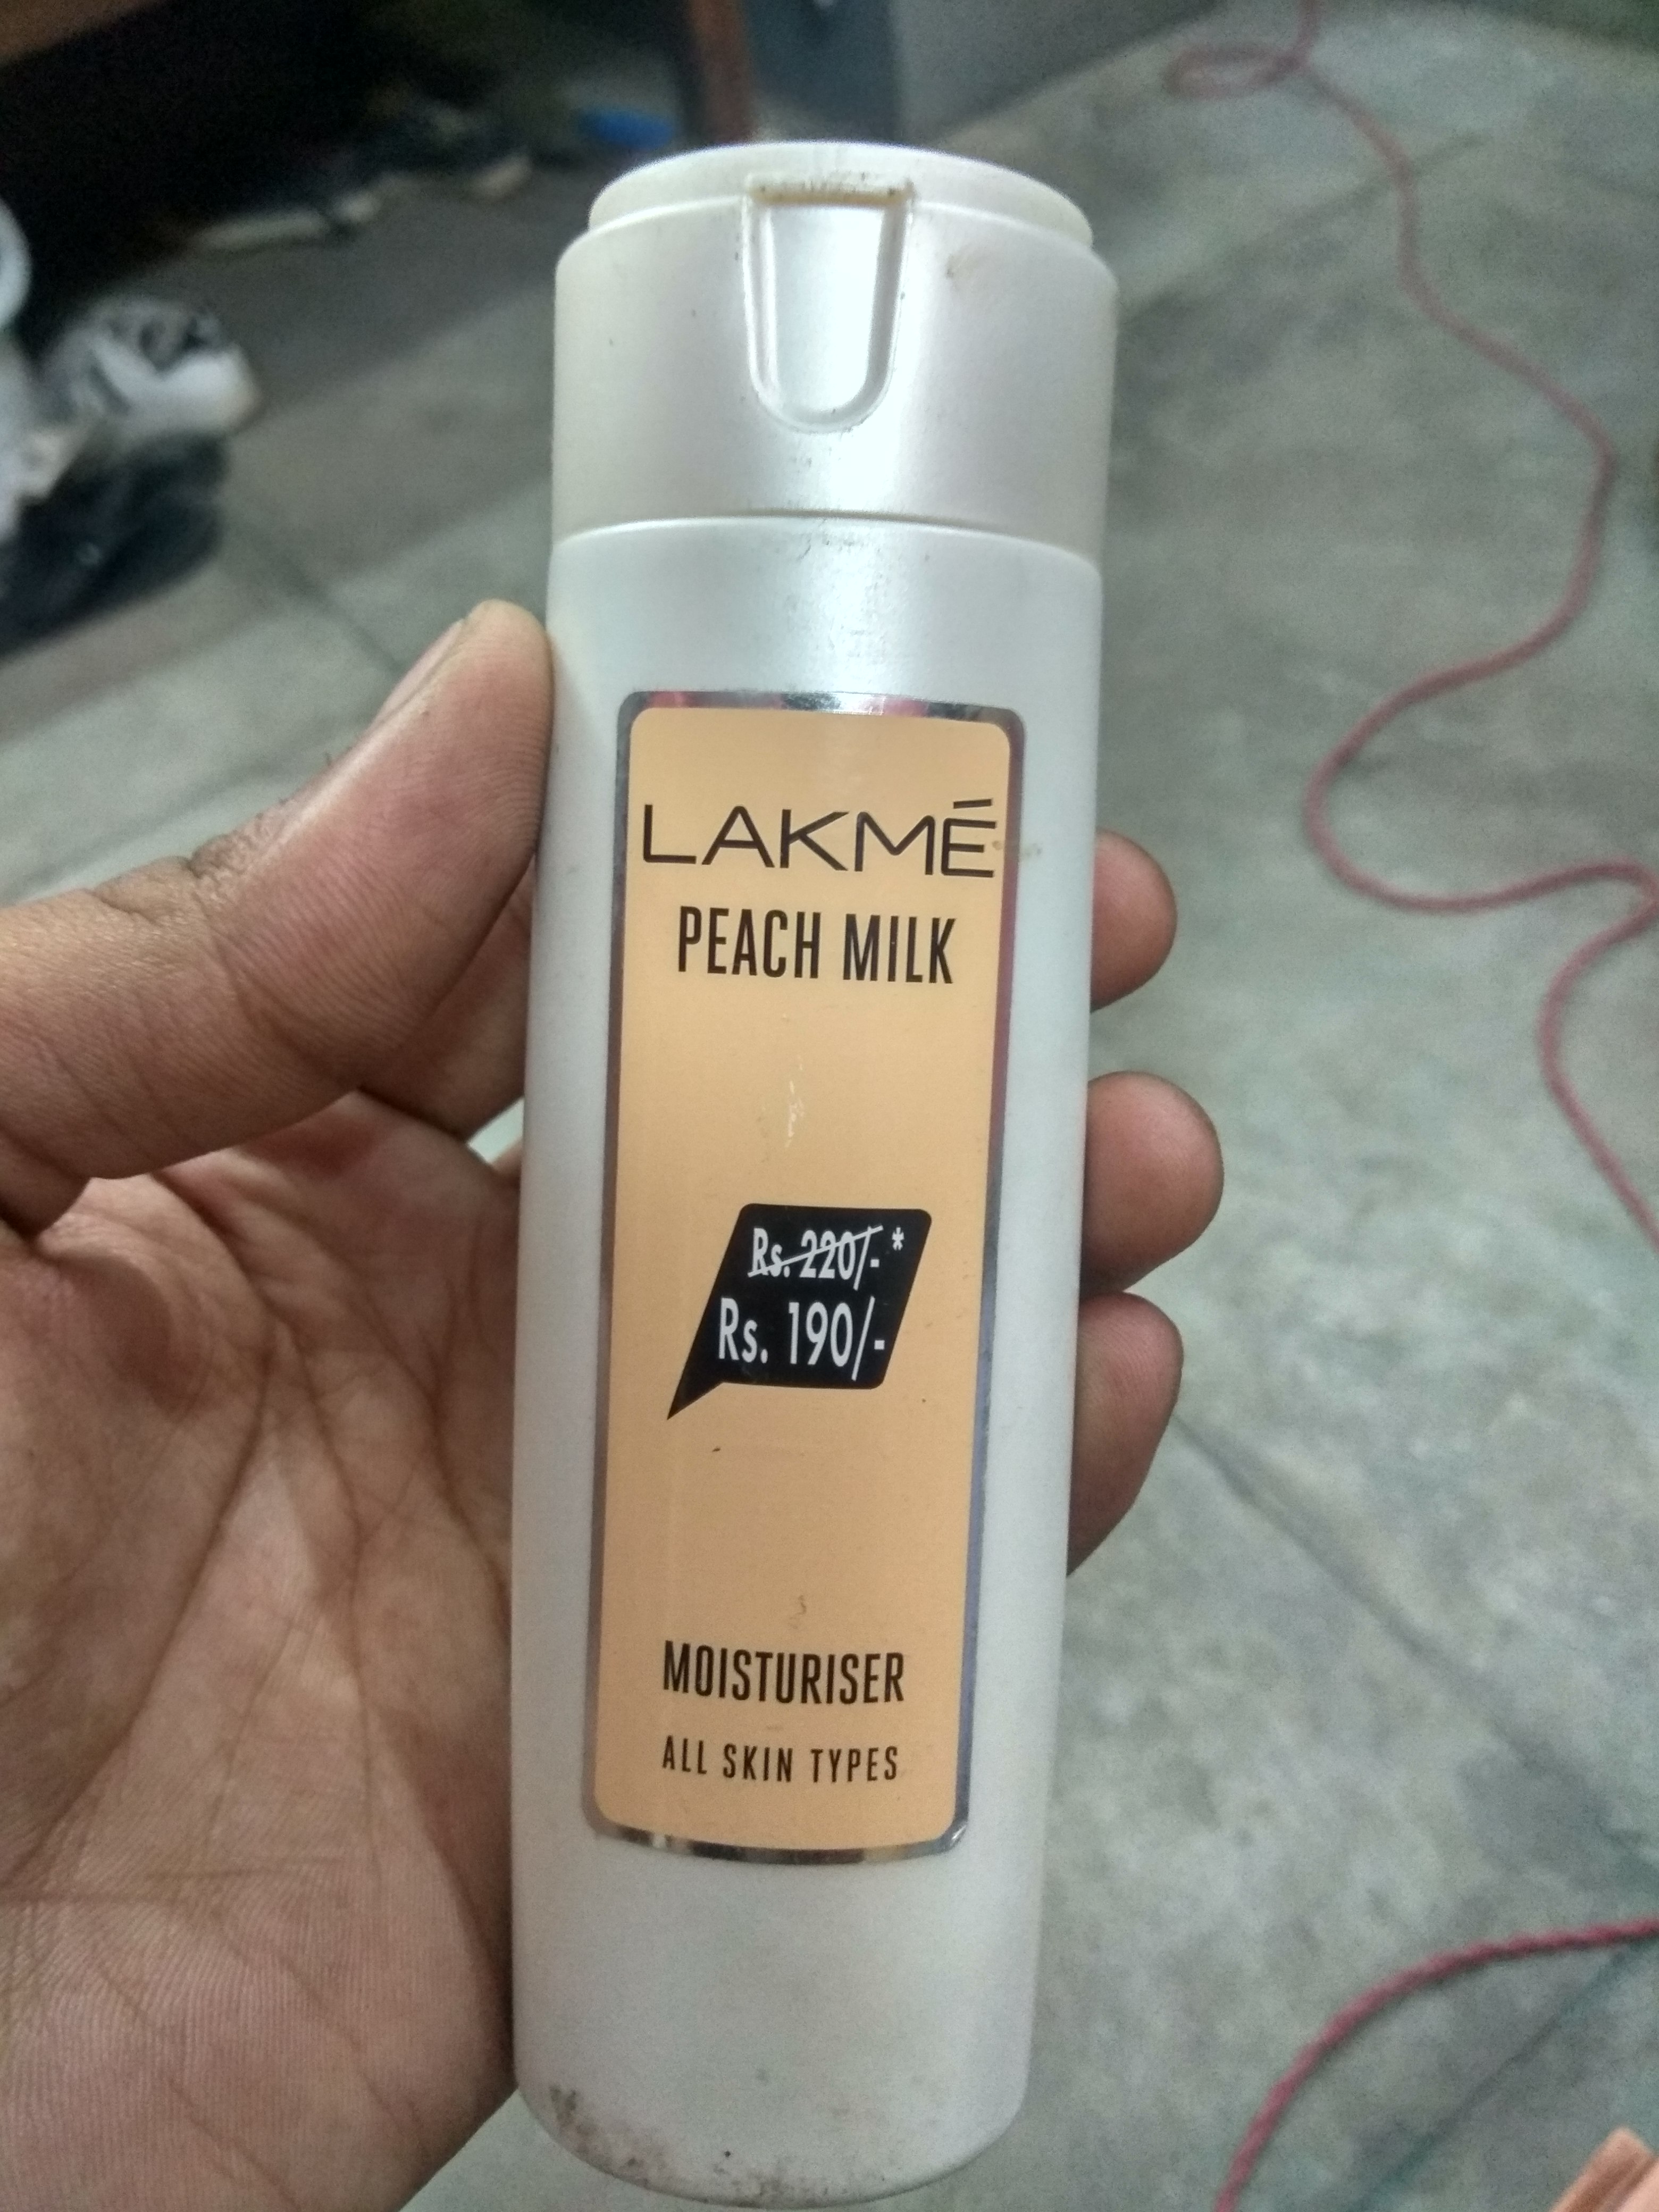 LAKMÉ
PEACH MILK
Rs. 220/-*
Rs. 190/-
MOISTURISER
ALL SKIN TYPES